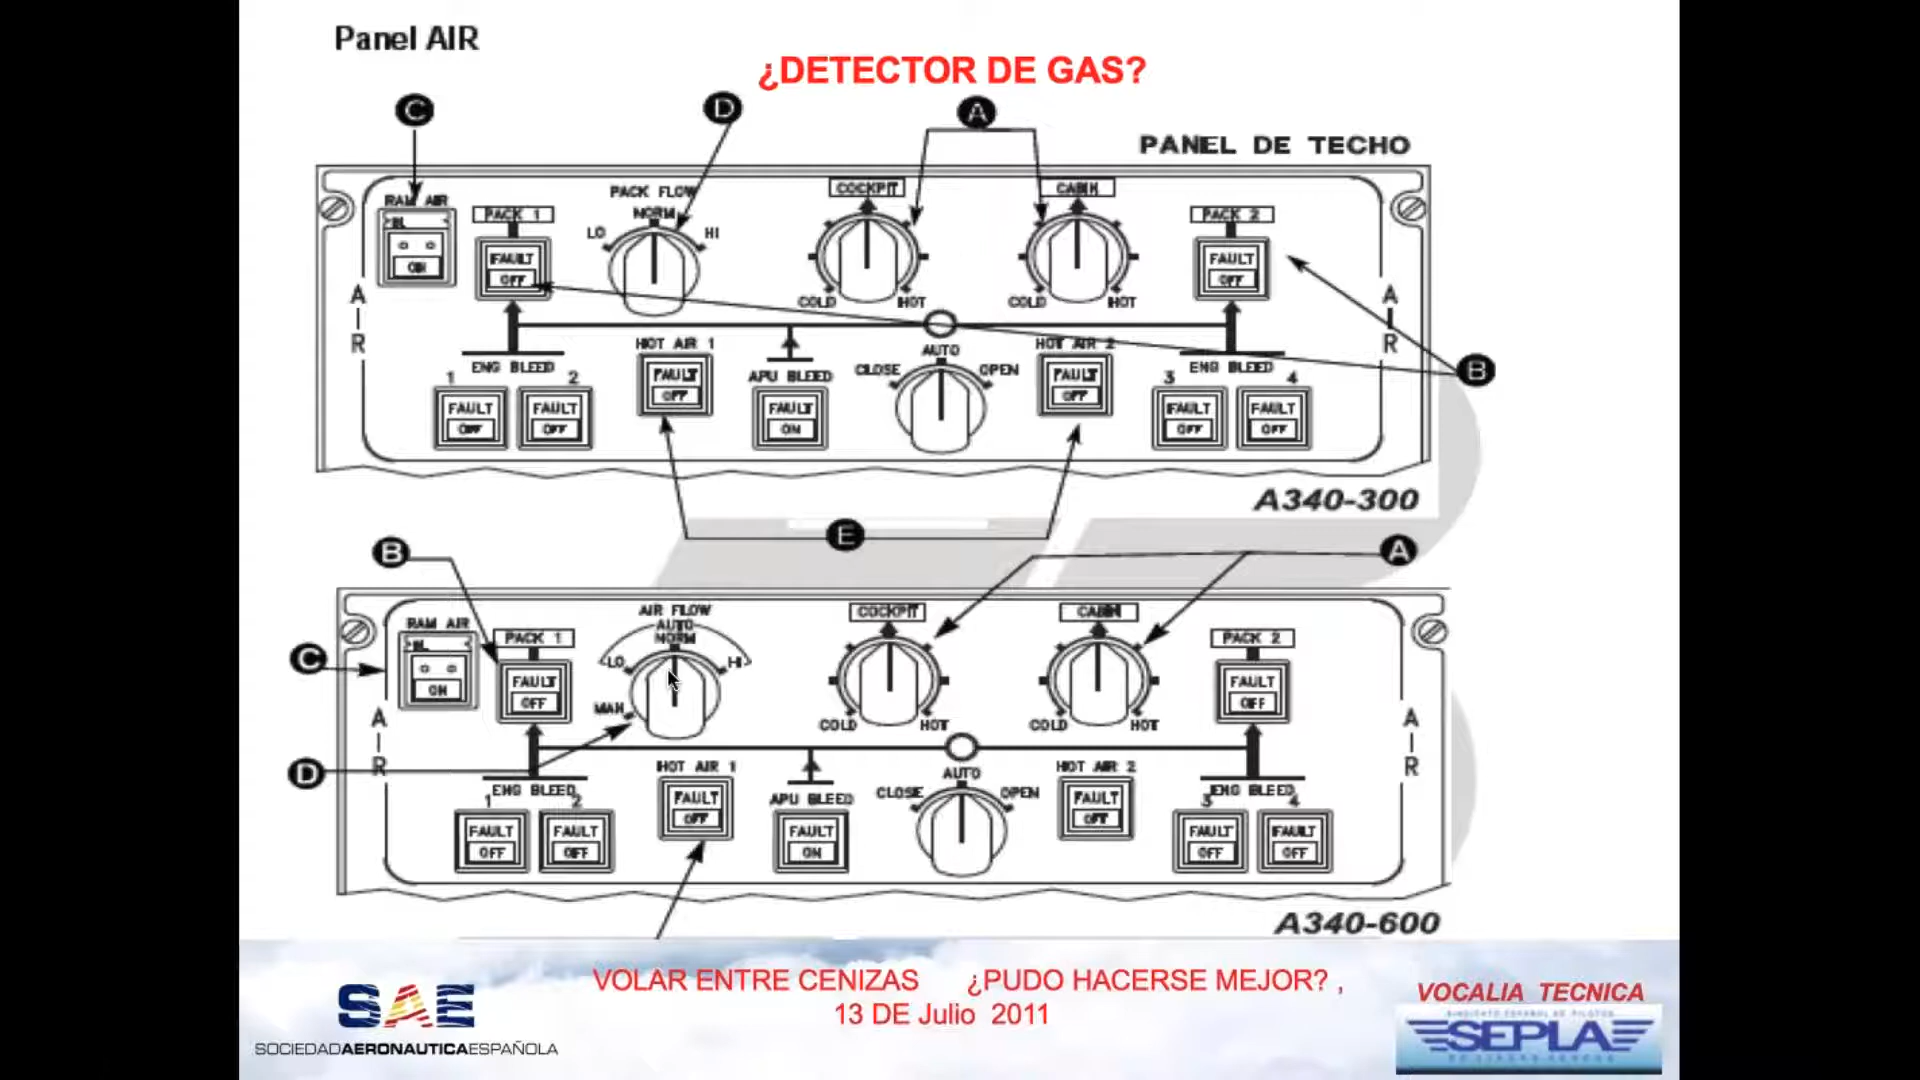 Panel AIR
¿DETECTOR DE GAS?
C
D
A
PANEL DE TECHO
RAM AIR
ON
PACK 1
FAULT
OFF
PACK FLOW
NORM
LO
HI
COCKPIT
COLD
HOT
CABIN
COLD
HOT
PACK 2
FAULT
OFF
A
I
R
A
I
R
B
ENG BLEED
1
2
FAULT
OFF
FAULT
OFF
HOT AIR 1
FAULT
OFF
APU BLEED
FAULT
ON
AUTO
CLOSE
OPEN
HOT AIR 2
FAULT
OFF
ENG BLEED
3
4
FAULT
OFF
FAULT
OFF
A340-300
E
B
A
C
D
RAM AIR
ON
PACK 1
FAULT
OFF
AIR FLOW
AUTO
NORM
LO
HI
MAN
COCKPIT
COLD
HOT
CABIN
COLD
HOT
PACK 2
FAULT
OFF
A
I
R
A
I
R
ENG BLEED
1
2
FAULT
OFF
FAULT
OFF
HOT AIR 1
FAULT
OFF
APU BLEED
FAULT
ON
AUTO
CLOSE
OPEN
HOT AIR 2
FAULT
OFF
ENG BLEED
3
4
FAULT
OFF
FAULT
OFF
A340-600
VOLAR ENTRE CENIZAS ¿PUDO HACERSE MEJOR? ,
13 DE Julio 2011
SAE
SOCIEDADAERONAUTICAESPAÑOLA
VOCALIA TECNICA
SINDICATO ESPAÑOL DE PILOTOS
SEPLA